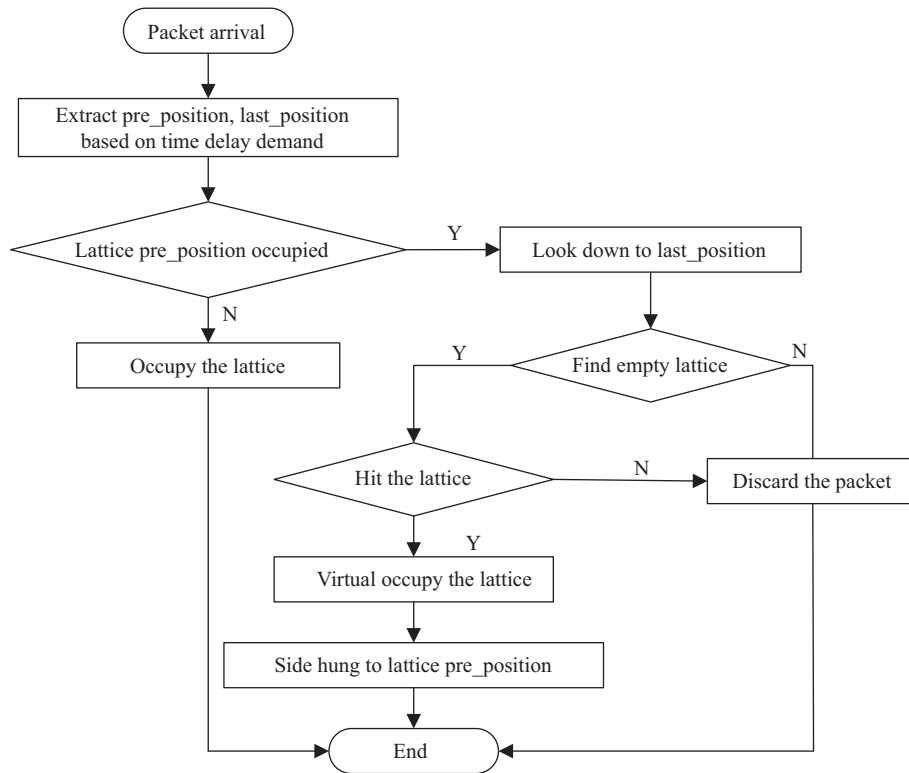 Packet arrival
Extract pre_position, last_position
based on time delay demand
Lattice pre_position occupied
Y
Look down to last_position
N
Occupy the lattice
Y
Find empty lattice
N
Hit the lattice
N
Discard the packet
Y
Virtual occupy the lattice
Side hung to lattice pre_position
End